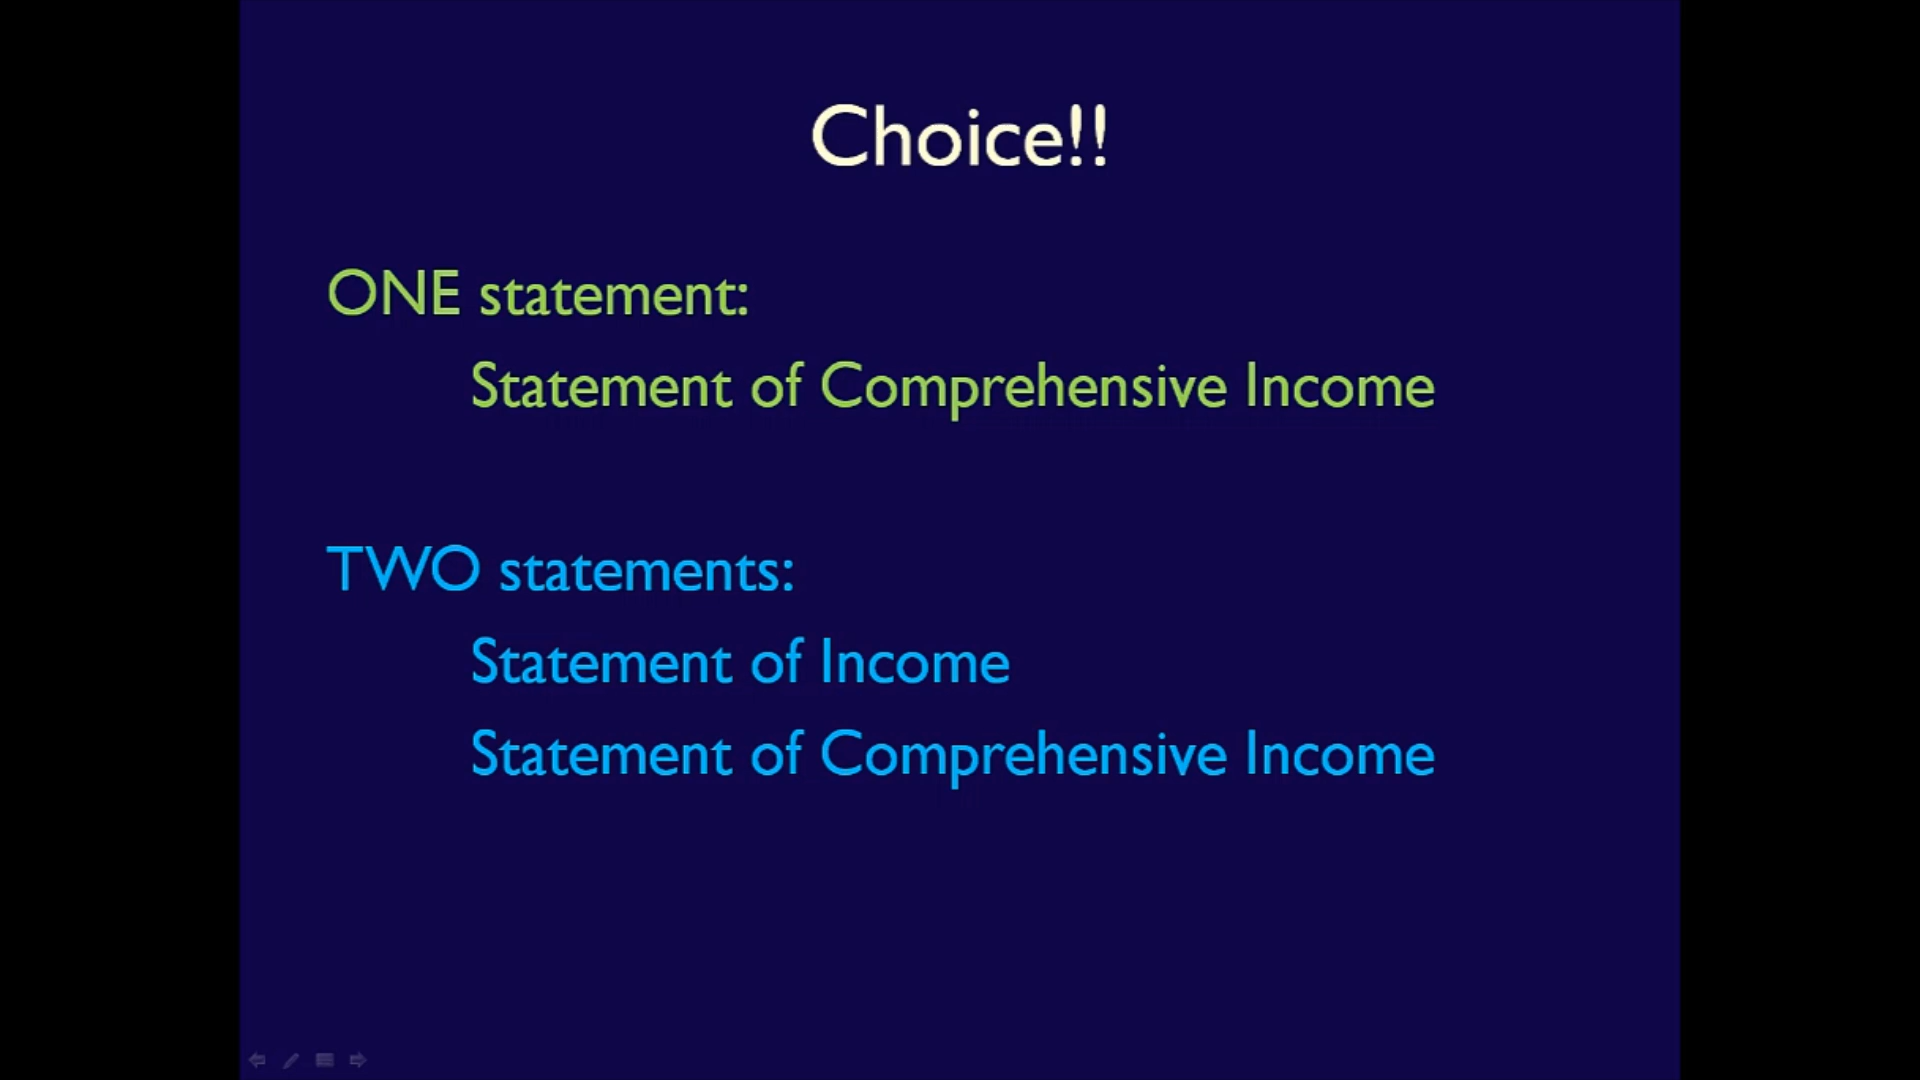 Choice!!
ONE statement:
Statement of Comprehensive Income
TWO statements:
Statement of Income
Statement of Comprehensive Income